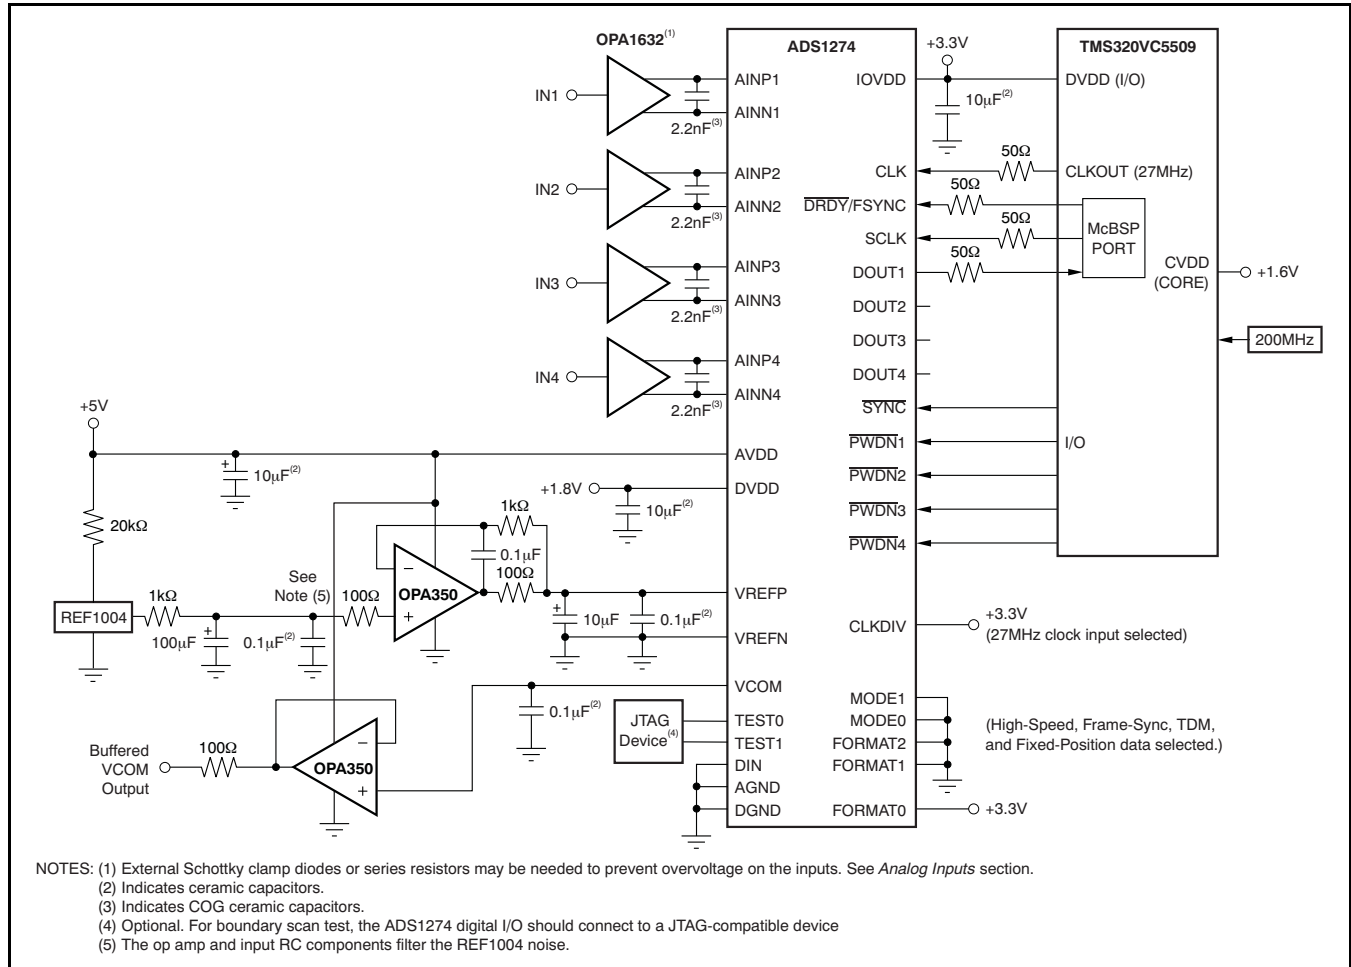 OPA1632(1)
ADS1274
+3.3V
TMS320VC5509
IN1
AINP1
AINN1
2.2nF(3)
IOVDD
10µF(2)
DVDD (I/O)
IN2
AINP2
AINN2
2.2nF(3)
CLK
50Ω
CLKOUT (27MHz)
DRDY/FSYNC
50Ω
SCLK
50Ω
McBSP
PORT
IN3
AINP3
AINN3
2.2nF(3)
DOUT1
50Ω
CVDD
(CORE)
+1.6V
DOUT2
DOUT3
200MHz
IN4
AINP4
AINN4
2.2nF(3)
DOUT4
SYNC
PWDN1
I/O
PWDN2
PWDN3
PWDN4
+5V
AVDD
+
10µF(2)
+1.8V
DVDD
10µF(2)
20kΩ
1kΩ
0.1µF
100Ω
–
OPA350
+
See
Note (5)
100Ω
REF1004
1kΩ
+
100µF
0.1µF(2)
VREFP
+
10µF
0.1µF(2)
VREFN
CLKDIV
+3.3V
(27MHz clock input selected)
VCOM
0.1µF(2)
JTAG
Device(4)
TEST0
TEST1
DIN
AGND
DGND
MODE1
MODE0
FORMAT2
FORMAT1
FORMAT0
(High-Speed, Frame-Sync, TDM,
and Fixed-Position data selected.)
+3.3V
Buffered
VCOM
Output
100Ω
–
OPA350
+
NOTES: (1) External Schottky clamp diodes or series resistors may be needed to prevent overvoltage on the inputs. See Analog Inputs section.
(2) Indicates ceramic capacitors.
(3) Indicates COG ceramic capacitors.
(4) Optional. For boundary scan test, the ADS1274 digital I/O should connect to a JTAG-compatible device
(5) The op amp and input RC components filter the REF1004 noise.